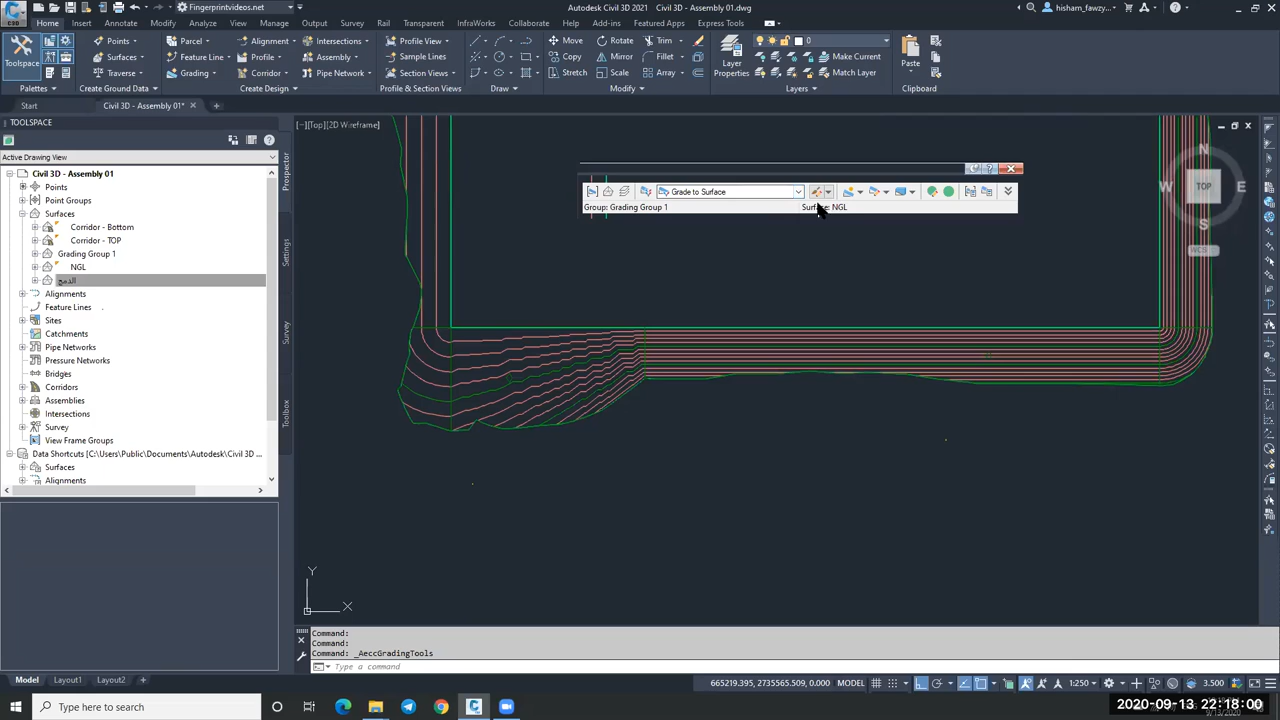 C3D
Fingerprintvideos.net
Autodesk Civil 3D 2021 Civil 3D - Assembly 01.dwg
hisham_fawzy...
Home Insert Annotate Modify Analyze View Manage Output Survey Rail Transparent InfraWorks Collaborate Help Add-ins Featured Apps Express Tools
Toolspace
Points
Surfaces
Traverse
Parcel
Feature Line
Grading
Alignment
Profile
Corridor
Intersections
Assembly
Pipe Network
Profile View
Sample Lines
Section Views
Move
Copy
Stretch
Rotate
Mirror
Scale
Trim
Fillet
Array
Layer
Properties
0
Make Current
Match Layer
Paste
Palettes Create Ground Data Create Design Profile & Section Views Draw Modify Layers Clipboard
Start Civil 3D - Assembly 01*
TOOLSPACE
Active Drawing View
Civil 3D - Assembly 01
Points
Point Groups
Surfaces
Corridor - Bottom
Corridor - TOP
Grading Group 1
NGL
الدمج
Alignments
Feature Lines
Sites
Catchments
Pipe Networks
Pressure Networks
Bridges
Corridors
Assemblies
Intersections
Survey
View Frame Groups
Data Shortcuts [C:\Users\Public\Documents\Autodesk\Civil 3D ...
Surfaces
Alignments
Prospector
Settings
Survey
Toolbox
[−][Top][2D Wireframe]
Grade to Surface
Group: Grading Group 1
Surface: NGL
N
W TOP
S
WCS
Y
X
Command:
Command:
Command: _AeccGradingTools
Type a command
Model Layout1 Layout2
665219.395, 2735565.509, 0.000 MODEL
1:250
3.500
Type here to search
2020-09-13 22:18:00